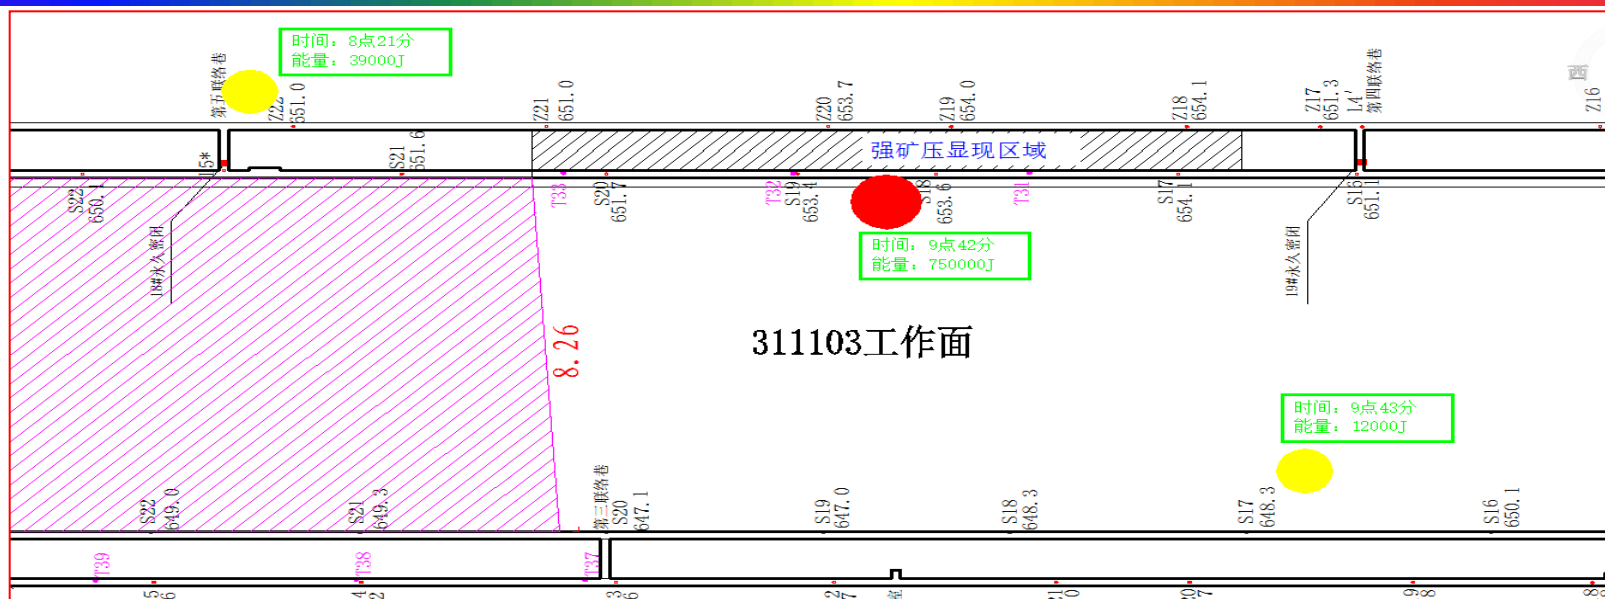 时间：8点21分
能量：39000J
第五联络巷
Z22
651.0
Z21
651.0
Z20
653.7
Z19
654.0
Z18
654.1
Z17
651.3
L4'
第四联络巷
Z16
西
15*
S21
651.6
强矿压显现区域
S22
650.1
T33
S20
651.7
T32
S19
653.4
S18
653.6
T31
S17
654.1
651.1
18#永久密闭
时间：9点42分
能量：750000J
19#永久密闭
8.26
311103工作面
时间：9点43分
能量：12000J
S22
649.0
S21
649.3
第三联络巷
S20
647.1
S19
647.0
S18
648.3
S17
648.3
S16
650.1
T39
T38
T37